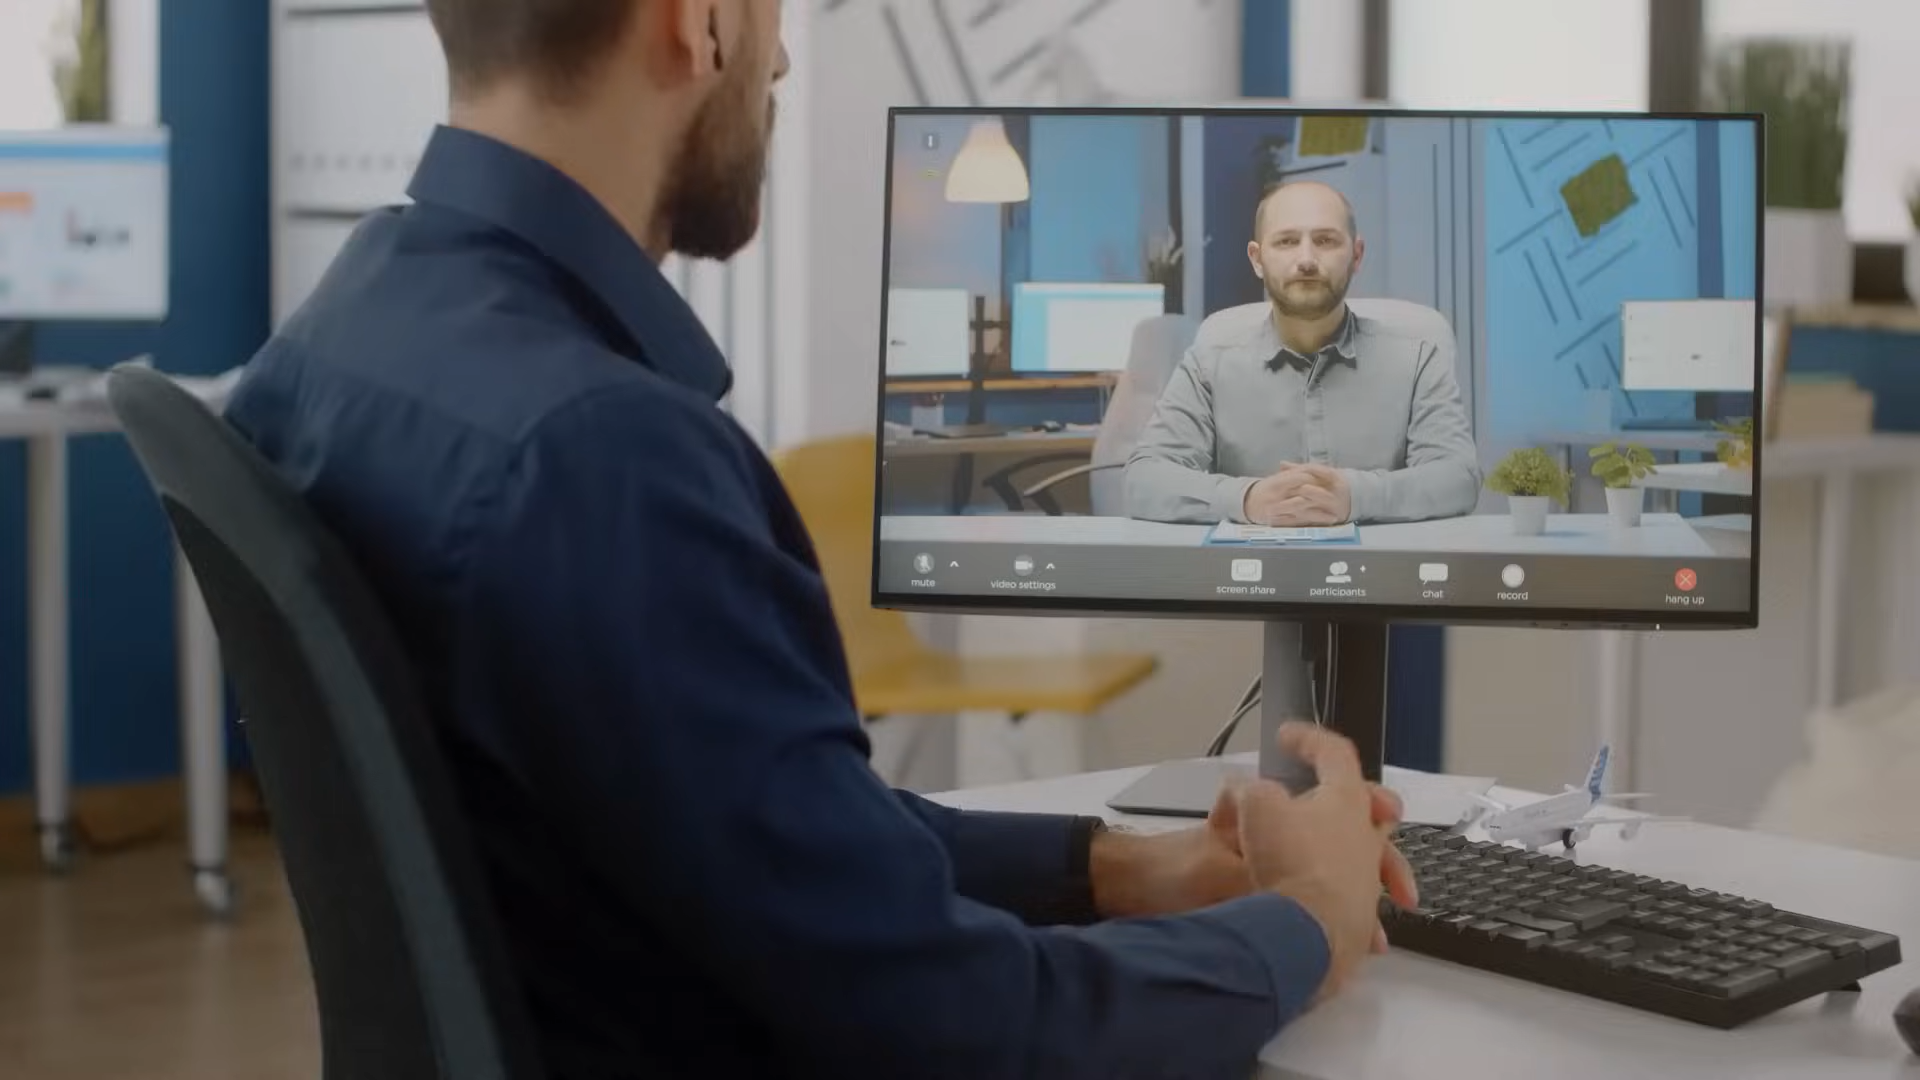 mute
video settings
screen share
participants
chat
record
hang up